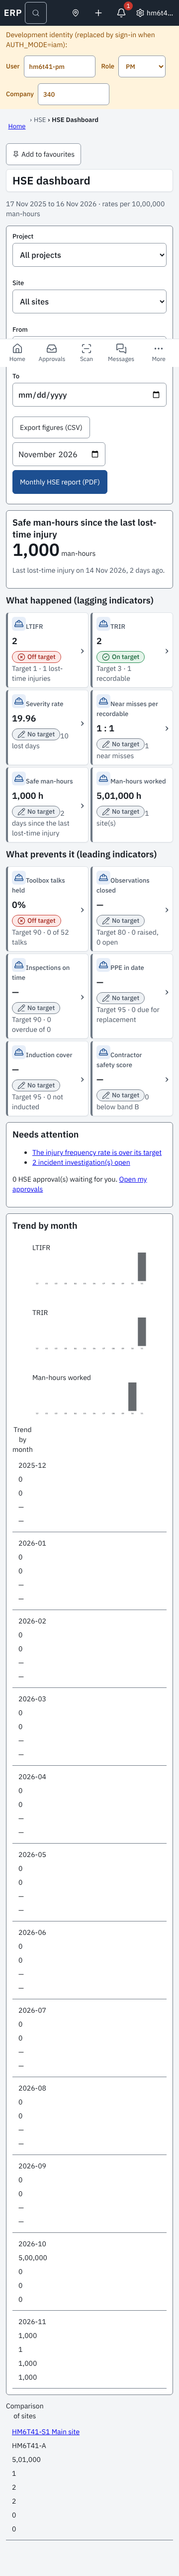 ERP
1
hm6t4...
Development identity (replaced by sign-in when
AUTH_MODE=iam):
User
hm6t41-pm
Role
PM
Company
340
Home
› HSE › HSE Dashboard
Add to favourites
HSE dashboard
17 Nov 2025 to 16 Nov 2026 · rates per 10,00,000
man-hours
Project
All projects
Site
All sites
From
Home
Approvals
Scan
Messages
More
To
mm/dd/yyyy
Export figures (CSV)
November 2026
Monthly HSE report (PDF)
Safe man-hours since the last lost-
time injury
1,000 man-hours
Last lost-time injury on 14 Nov 2026, 2 days ago.
What happened (lagging indicators)
LTIFR
2
Off target
Target 1 · 1 lost-
time injuries
TRIR
2
On target
Target 3 · 1
recordable
Severity rate
19.96
No target 10
lost days
Near misses per
recordable
1 : 1
No target 1
near misses
Safe man-hours
1,000 h
No target 2
days since the last
lost-time injury
Man-hours worked
5,01,000 h
No target 1
site(s)
What prevents it (leading indicators)
Toolbox talks
held
0%
Off target
Target 90 · 0 of 52
talks
Observations
closed
—
No target
Target 80 · 0 raised,
0 open
Inspections on
time
—
No target
Target 90 · 0
overdue of 0
PPE in date
—
No target
Target 95 · 0 due for
replacement
Induction cover
—
No target
Target 95 · 0 not
inducted
Contractor
safety score
—
No target 0
below band B
Needs attention
The injury frequency rate is over its target
2 incident investigation(s) open
0 HSE approval(s) waiting for you. Open my
approvals
Trend by month
LTIFR
TRIR
Man-hours worked
Trend
by
month
2025-12
0
0
—
—
2026-01
0
0
—
—
2026-02
0
0
—
—
2026-03
0
0
—
—
2026-04
0
0
—
—
2026-05
0
0
—
—
2026-06
0
0
—
—
2026-07
0
0
—
—
2026-08
0
0
—
—
2026-09
0
0
—
—
2026-10
5,00,000
0
0
0
2026-11
1,000
1
1,000
1,000
Comparison
of sites
HM6T41-S1 Main site
HM6T41-A
5,01,000
1
2
2
0
0